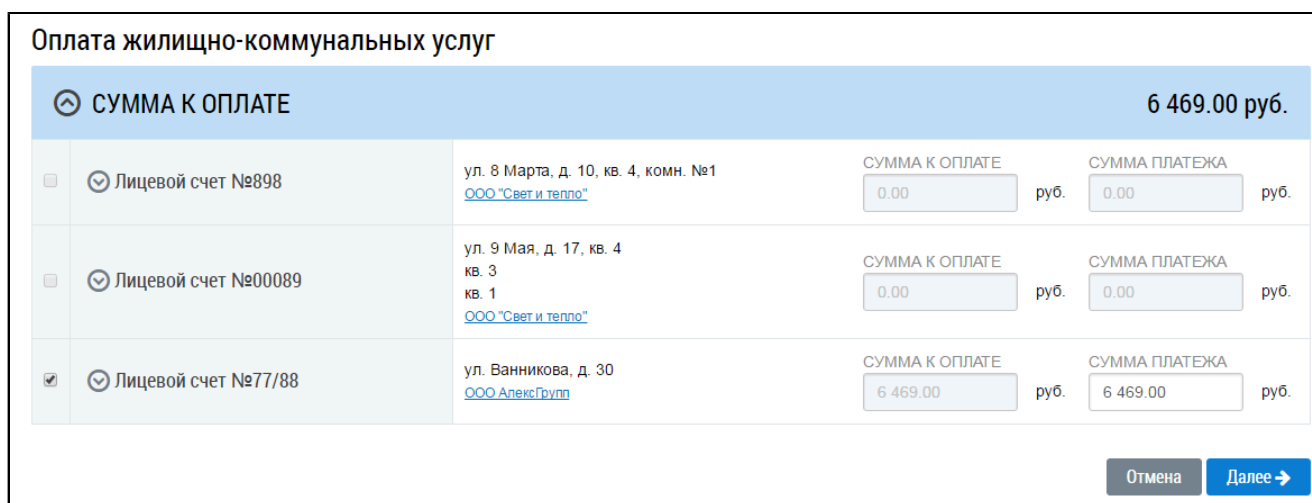 Оплата жилищно-коммунальных услуг
СУММА К ОПЛАТЕ 6 469.00 руб.
Лицевой счет №898
ул. 8 Марта, д. 10, кв. 4, комн. №1
ООО "Свет и тепло"
СУММА К ОПЛАТЕ
0.00 руб.
СУММА ПЛАТЕЖА
0.00 руб.
Лицевой счет №00089
ул. 9 Мая, д. 17, кв. 4
кв. 3
кв. 1
ООО "Свет и тепло"
СУММА К ОПЛАТЕ
0.00 руб.
СУММА ПЛАТЕЖА
0.00 руб.
Лицевой счет №77/88
ул. Ванникова, д. 30
ООО АлексГрупп
СУММА К ОПЛАТЕ
6 469.00 руб.
СУММА ПЛАТЕЖА
6 469.00 руб.
Отмена Далее